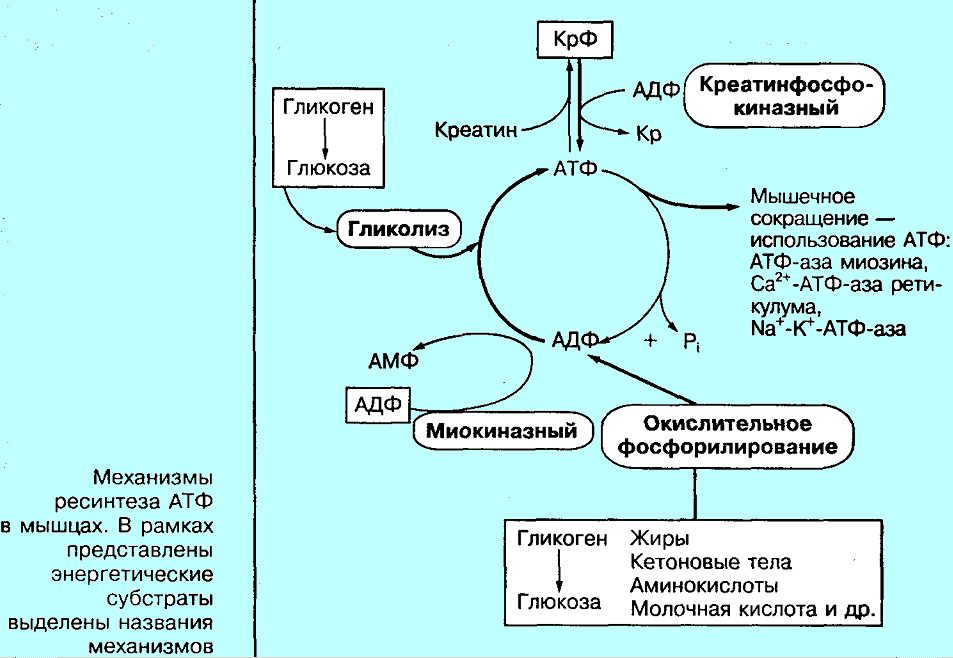 КрФ
АДФ
Креатинфосфо-
киназный
Креатин
Кр
Гликоген
Глюкоза
АТФ
Гликолиз
Мышечное
сокращение —
использование АТФ:
АТФ-аза миозина,
Ca²⁺-АТФ-аза рети-
кулума,
Na⁺-K⁺-АТФ-аза
АДФ + Pᵢ
АМФ
АДФ
Миокиназный
Окислительное
фосфорилирование
Гликоген Жиры
Кетоновые тела
Аминокислоты
Глюкоза Молочная кислота и др.
Механизмы
ресинтеза АТФ
в мышцах. В рамках
представлены
энергетические
субстраты
выделены названия
механизмов